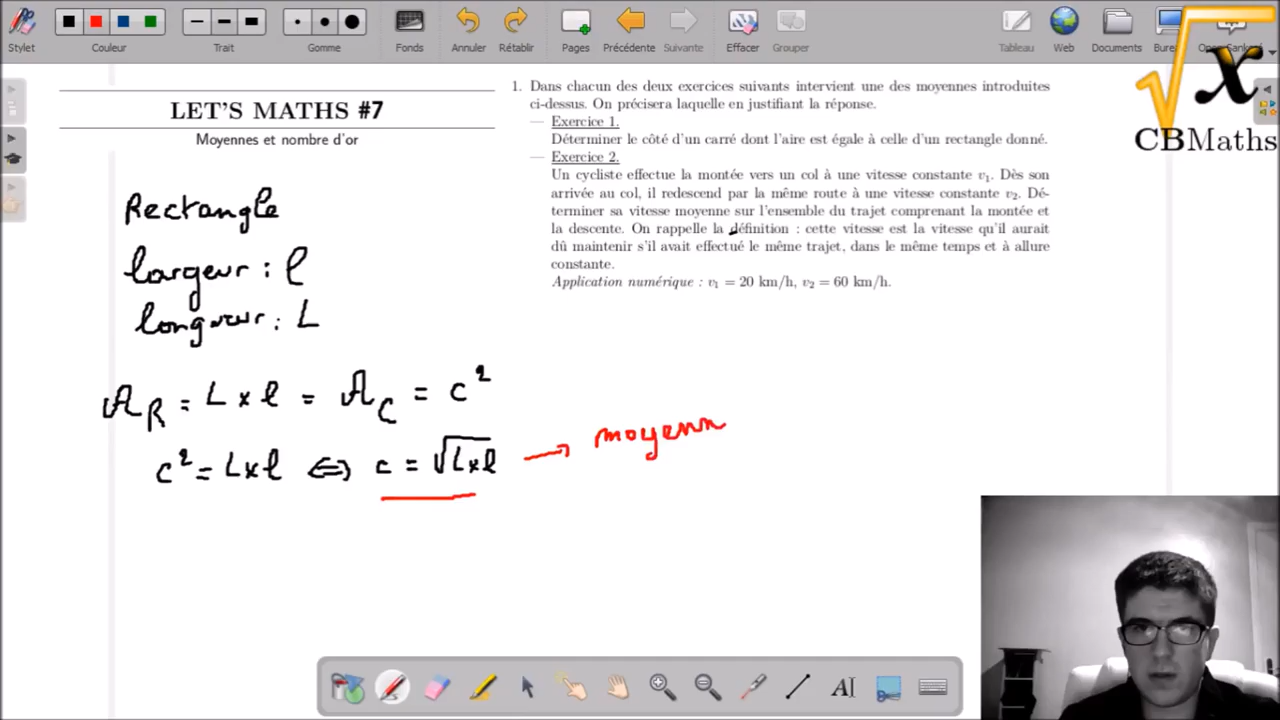 Stylet Couleur Trait Gomme Fonds Annuler Rétablir Pages Précédente Suivante Effacer Grouper Tableau Web Documents
√x
CBMaths
LET'S MATHS #7
Moyennes et nombre d'or
1. Dans chacun des deux exercices suivants intervient une des moyennes introduites
ci-dessus. On précisera laquelle en justifiant la réponse.
— Exercice 1.
Déterminer le côté d'un carré dont l'aire est égale à celle d'un rectangle donné.
— Exercice 2.
Un cycliste effectue la montée vers un col à une vitesse constante v₁. Dès son
arrivée au col, il redescend par la même route à une vitesse constante v₂. Dé-
terminer sa vitesse moyenne sur l'ensemble du trajet comprenant la montée et
la descente. On rappelle la définition : cette vitesse est la vitesse qu'il aurait
dû maintenir s'il avait effectué le même trajet, dans le même temps et à allure
constante.
Application numérique : v₁ = 20 km/h, v₂ = 60 km/h.
Rectangle
largeur : ℓ
longueur : L
𝒜R = L × ℓ = 𝒜C = c²
c² = L×ℓ ⇔ c = √L×ℓ → moyenn
AI